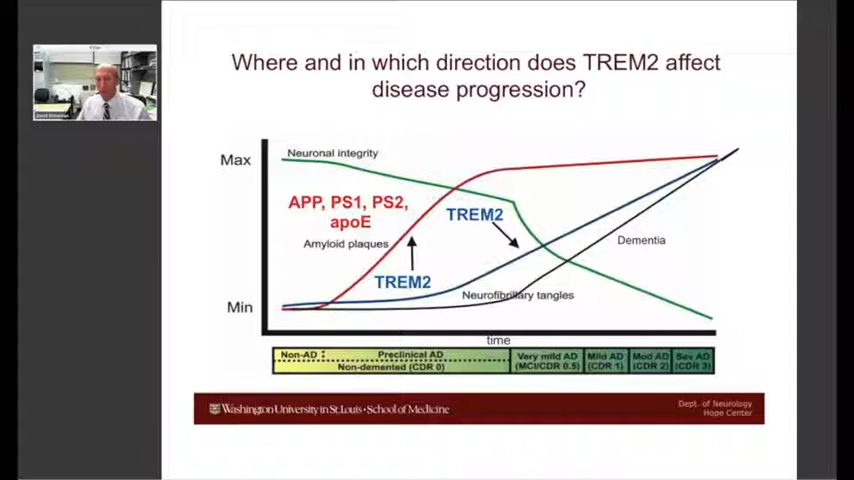 Where and in which direction does TREM2 affect
disease progression?
Max
Neuronal integrity
APP, PS1, PS2,
apoE
TREM2
Amyloid plaques
Dementia
TREM2
Neurofibrillary tangles
Min
time
Non-AD : Preclinical AD
Non-demented (CDR 0)
Very mild AD
(MCI/CDR 0.5)
Mild AD
(CDR 1)
Mod AD
(CDR 2)
Sev AD
(CDR 3)
Washington University in St. Louis • School of Medicine
Dept. of Neurology
Hope Center